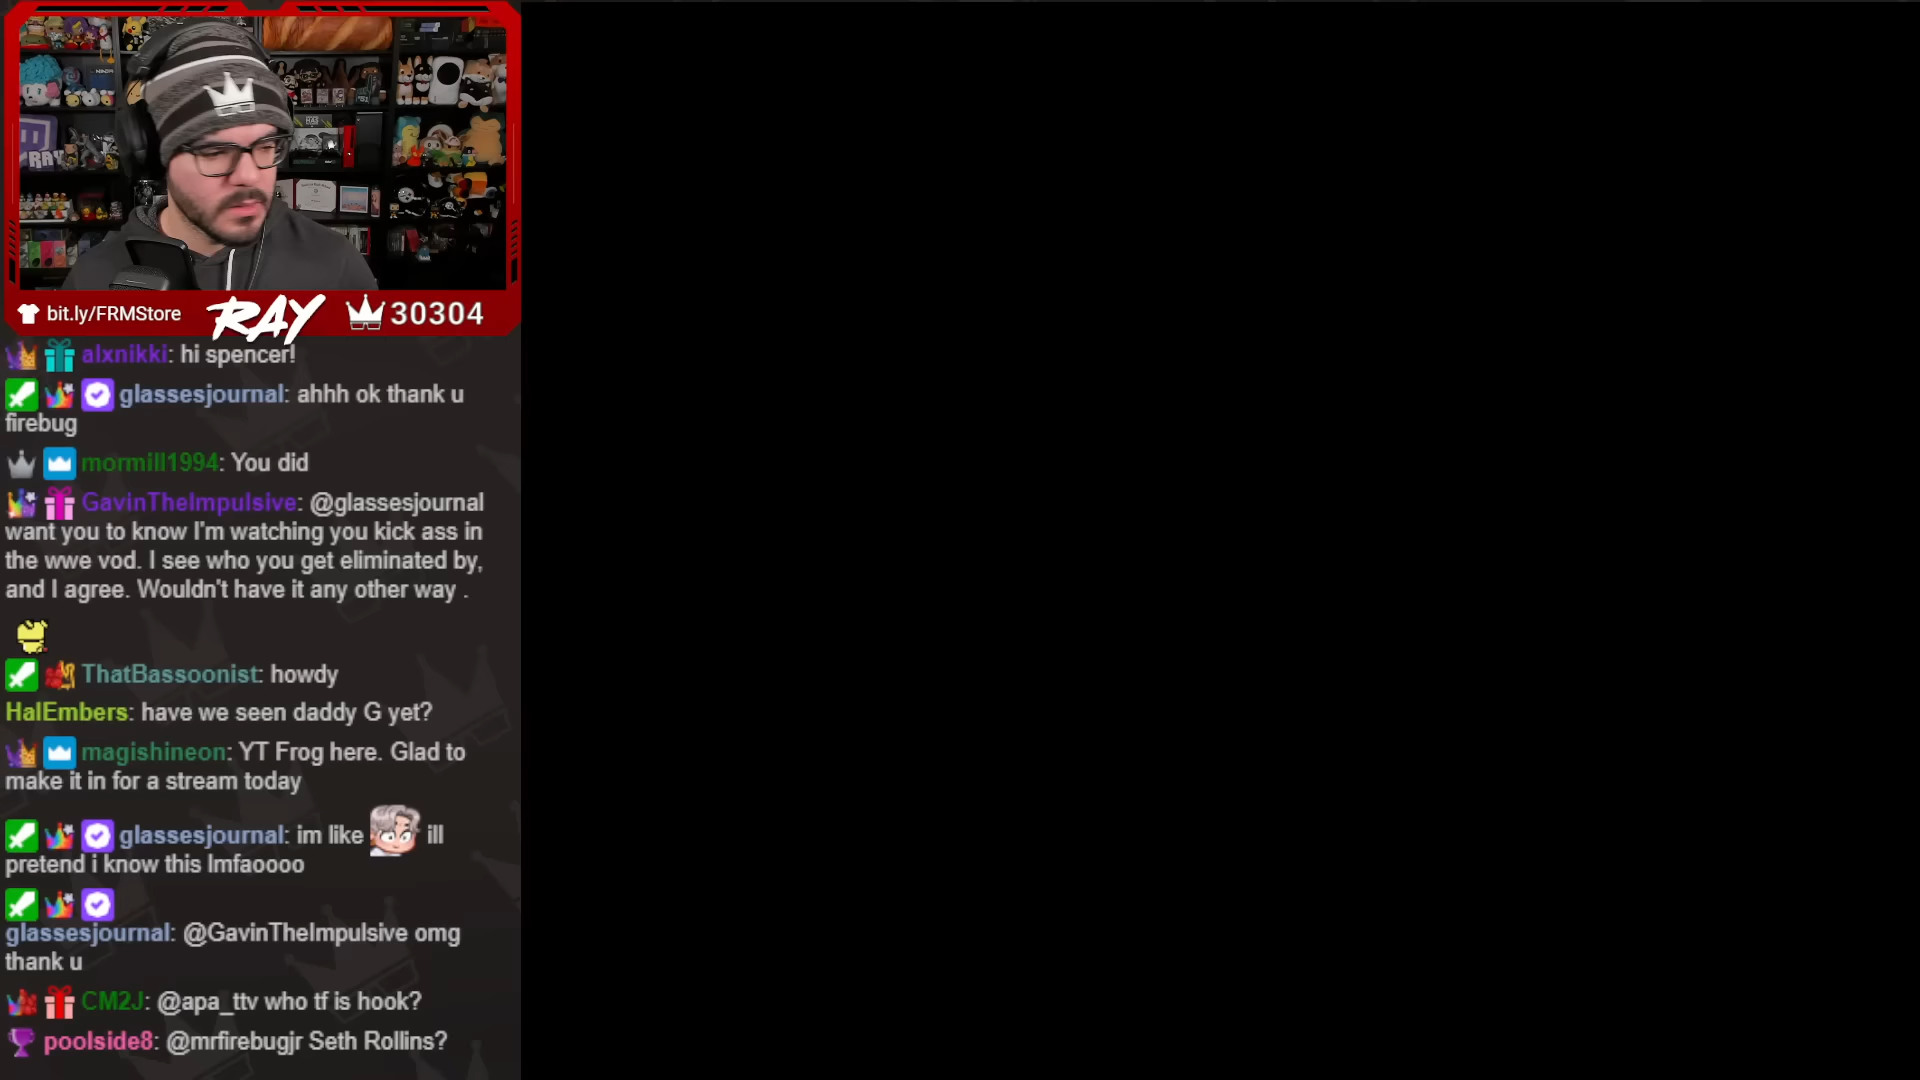 bit.ly/FRMStore
RAY
30304
alxnikki: hi spencer!
glassesjournal: ahhh ok thank u
firebug
mormill1994: You did
GavinTheImpulsive: @glassesjournal
want you to know I'm watching you kick ass in
the wwe vod. I see who you get eliminated by,
and I agree. Wouldn't have it any other way .
ThatBassoonist: howdy
HalEmbers: have we seen daddy G yet?
magishineon: YT Frog here. Glad to
make it in for a stream today
glassesjournal: im like ill
pretend i know this lmfaoooo
glassesjournal: @GavinTheImpulsive omg
thank u
CM2J: @apa_ttv who tf is hook?
poolside8: @mrfirebugjr Seth Rollins?